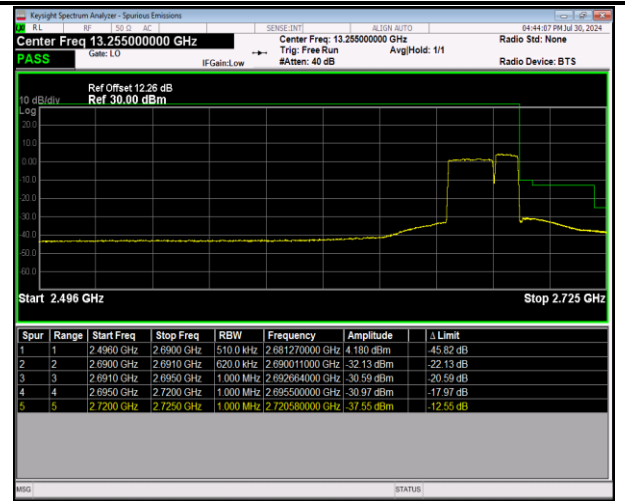 Keysight Spectrum Analyzer - Spurious Emissions
RL RF 50 Ω AC SENSE:INT ALIGN AUTO 04:44:07 PM Jul 30, 2024
Center Freq 13.255000000 GHz Center Freq: 13.255000000 GHz Radio Std: None
PASS Gate: LO IFGain:Low Trig: Free Run Avg|Hold: 1/1
#Atten: 40 dB Radio Device: BTS
Ref Offset 12.26 dB
10 dB/div Ref 30.00 dBm
Log
20.0
10.0
0.00
10.0
20.0
30.0
40.0
50.0
60.0
Start 2.496 GHz Stop 2.725 GHz
Spur Range Start Freq Stop Freq RBW Frequency Amplitude Δ Limit
1 1 2.4960 GHz 2.6900 GHz 510.0 kHz 2.681270000 GHz 4.180 dBm -45.82 dB
2 2 2.6900 GHz 2.6910 GHz 620.0 kHz 2.690011000 GHz -32.13 dBm -22.13 dB
3 3 2.6910 GHz 2.6950 GHz 1.000 MHz 2.692664000 GHz -30.59 dBm -20.59 dB
4 4 2.6950 GHz 2.7200 GHz 1.000 MHz 2.695500000 GHz -30.97 dBm -17.97 dB
5 5 2.7200 GHz 2.7250 GHz 1.000 MHz 2.720580000 GHz -37.55 dBm -12.55 dB
MSG STATUS